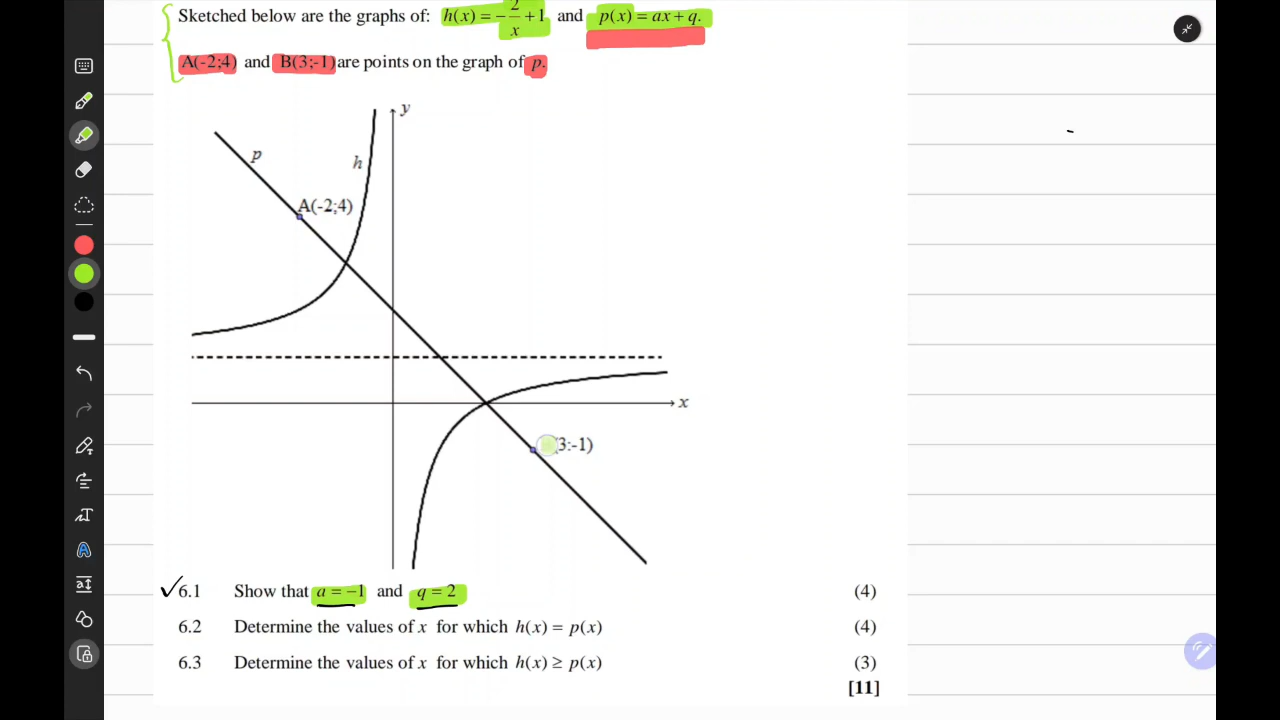 Sketched below are the graphs of: h(x) = −2/x + 1 and p(x) = ax + q.
A(-2;4) and B(3;-1) are points on the graph of p.
y
p
h
A(-2;4)
x
(3;-1)
✓6.1 Show that a = −1 and q = 2 (4)
6.2 Determine the values of x for which h(x) = p(x) (4)
6.3 Determine the values of x for which h(x) ≥ p(x) (3)
[11]